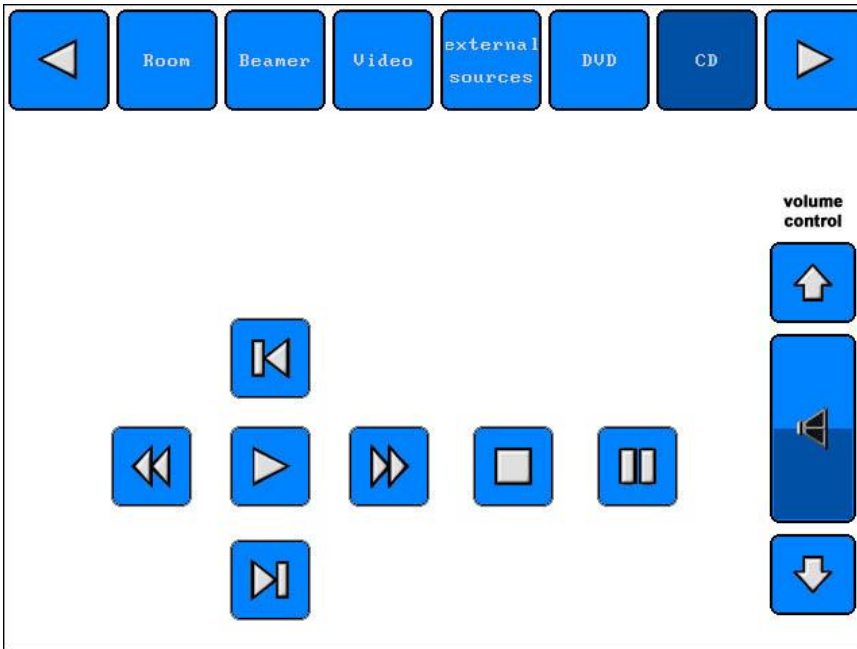 Room
Beamer
Video
external
sources
DVD
CD
volume
control